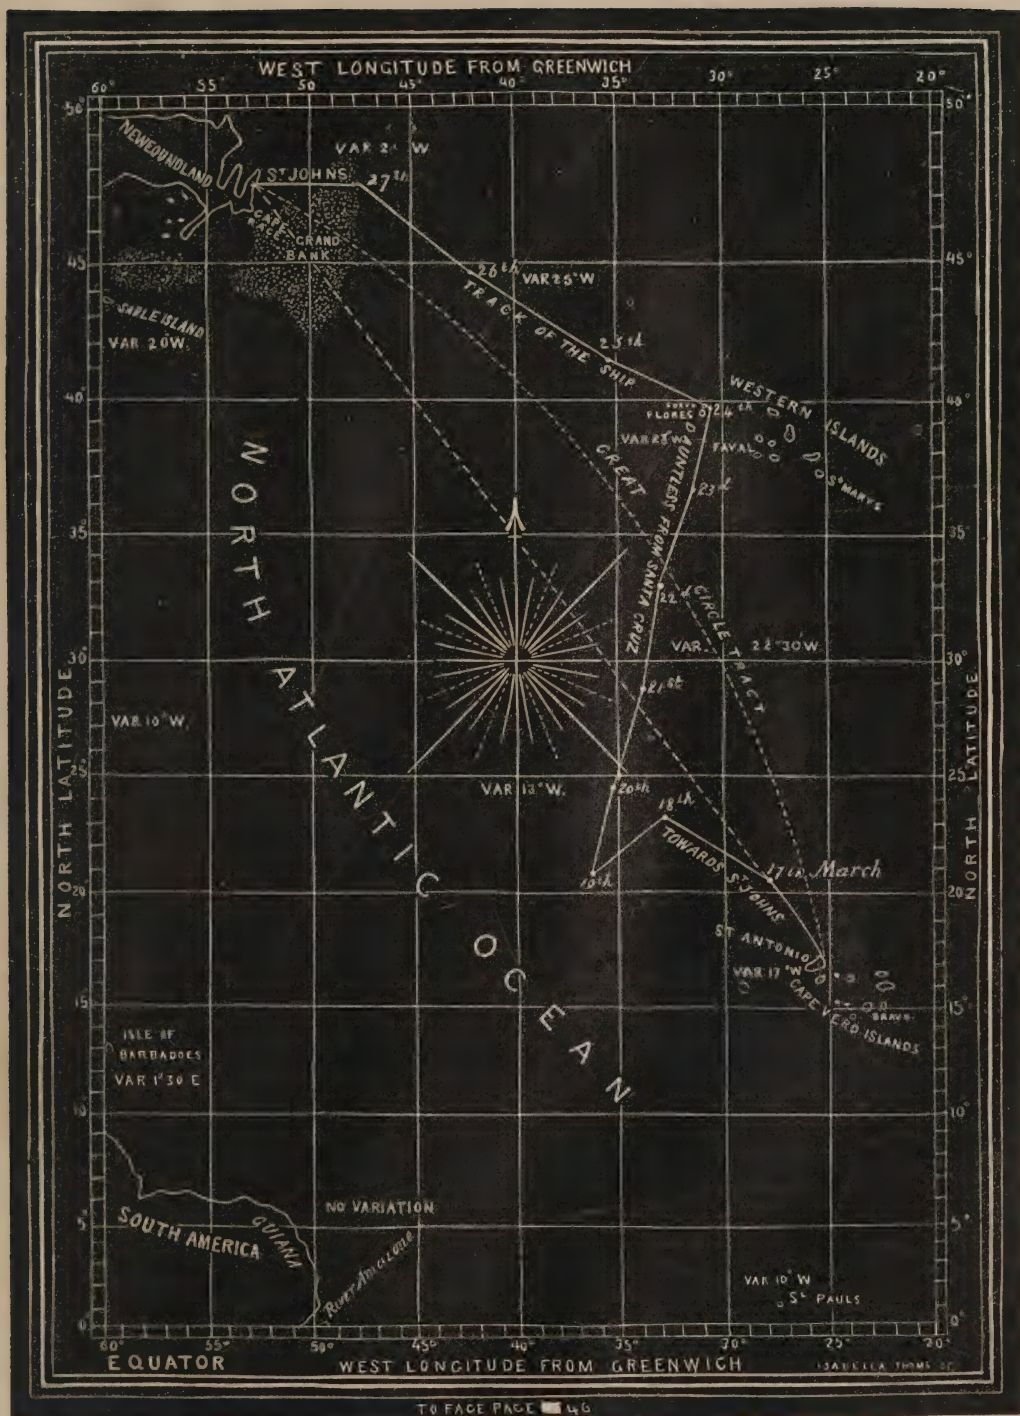 WEST LONGITUDE FROM GREENWICH
60° 55 50 45° 40° 35° 30° 25° 20°
50° 50°
NEWFOUNDLAND
VAR 2 W
ST JOHNS
27th
CAPE RACE
GRAND BANK
45 45°
26th VAR 25°W
SABLE ISLAND
VAR 20W.
TRACK OF THE SHIP
25th
40 40°
WESTERN ISLANDS
FLORES 24th
VAR 23°W
FAYAL
St MARYS
23d
DAUNTLESS FROM SANTA CRUZ
GREAT CIRCLE TRACT
35 35°
22d
VAR. 22°30'W
30° 30°
21st
NORTH ATLANTIC OCEAN
NORTH LATITUDE
NORTH LATITUDE
VAR 10°W.
25° 25°
VAR 13°W.
20th
18th
TOWARDS ST JOHNS
17th March
19th
20 20°
ST ANTONIO
VAR 17°W
CAPE VERD ISLANDS
BRAVO
15 15°
ISLE OF
BARBADOES
VAR 1°30 E
10 10°
NO VARIATION
SOUTH AMERICA
GUIANA
River Amazone
5° 5°
VAR 10°W
St PAULS
0° 0°
60° 55° 50° 45° 40° 35° 30° 25° 20°
EQUATOR
WEST LONGITUDE FROM GREENWICH
ISABELLA
TO FACE PAGE 46